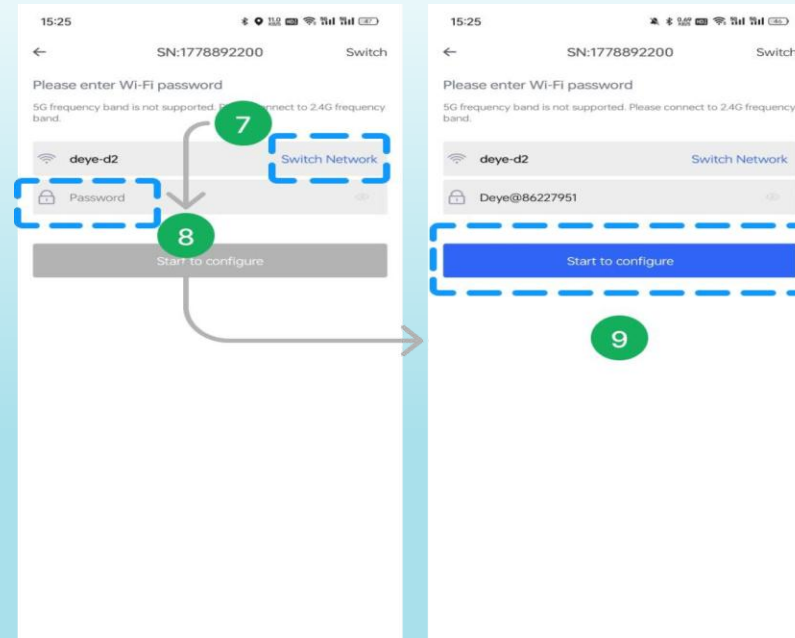 15:25
SN:1778892200 Switch
Please enter Wi-Fi password
5G frequency band is not supported. connect to 2.4G frequency
band.
7
deye-d2 Switch Network
Password
8
Start to configure
15:25
SN:1778892200 Switch
Please enter Wi-Fi password
5G frequency band is not supported. Please connect to 2.4G frequency
band.
deye-d2 Switch Network
Deye@86227951
Start to configure
9